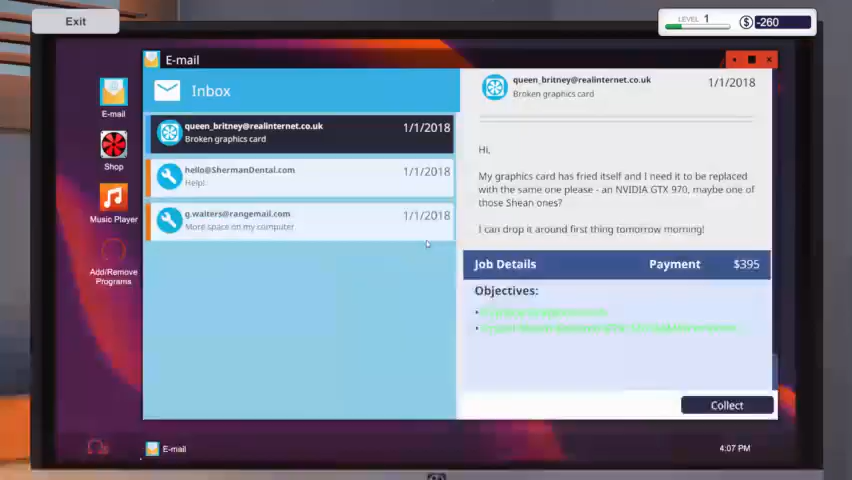 Exit
LEVEL 1
$ -260
E-mail
E-mail
Shop
Music Player
Add/Remove
Programs
Inbox
queen_britney@realinternet.co.uk 1/1/2018
Broken graphics card
hello@ShermanDental.com 1/1/2018
Help!
g.walters@rangemail.com 1/1/2018
More space on my computer
queen_britney@realinternet.co.uk 1/1/2018
Broken graphics card
Hi,
My graphics card has fried itself and I need it to be replaced
with the same one please - an NVIDIA GTX 970, maybe one of
those Shean ones?
I can drop it around first thing tomorrow morning!
Job Details Payment $395
Objectives:
Collect
E-mail
4:07 PM